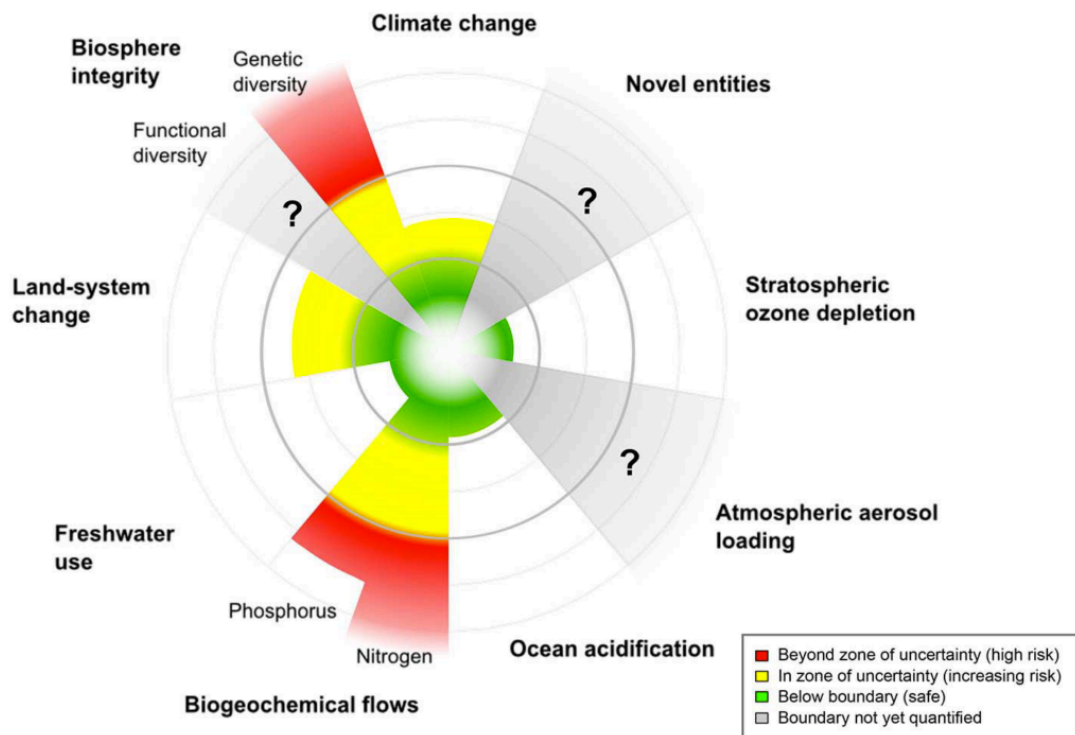 Climate change
Biosphere
integrity
Genetic
diversity
Novel entities
Functional
diversity
?
?
Land-system
change
Stratospheric
ozone depletion
?
Atmospheric aerosol
loading
Freshwater
use
Phosphorus
Nitrogen
Ocean acidification
Biogeochemical flows
Beyond zone of uncertainty (high risk)
In zone of uncertainty (increasing risk)
Below boundary (safe)
Boundary not yet quantified